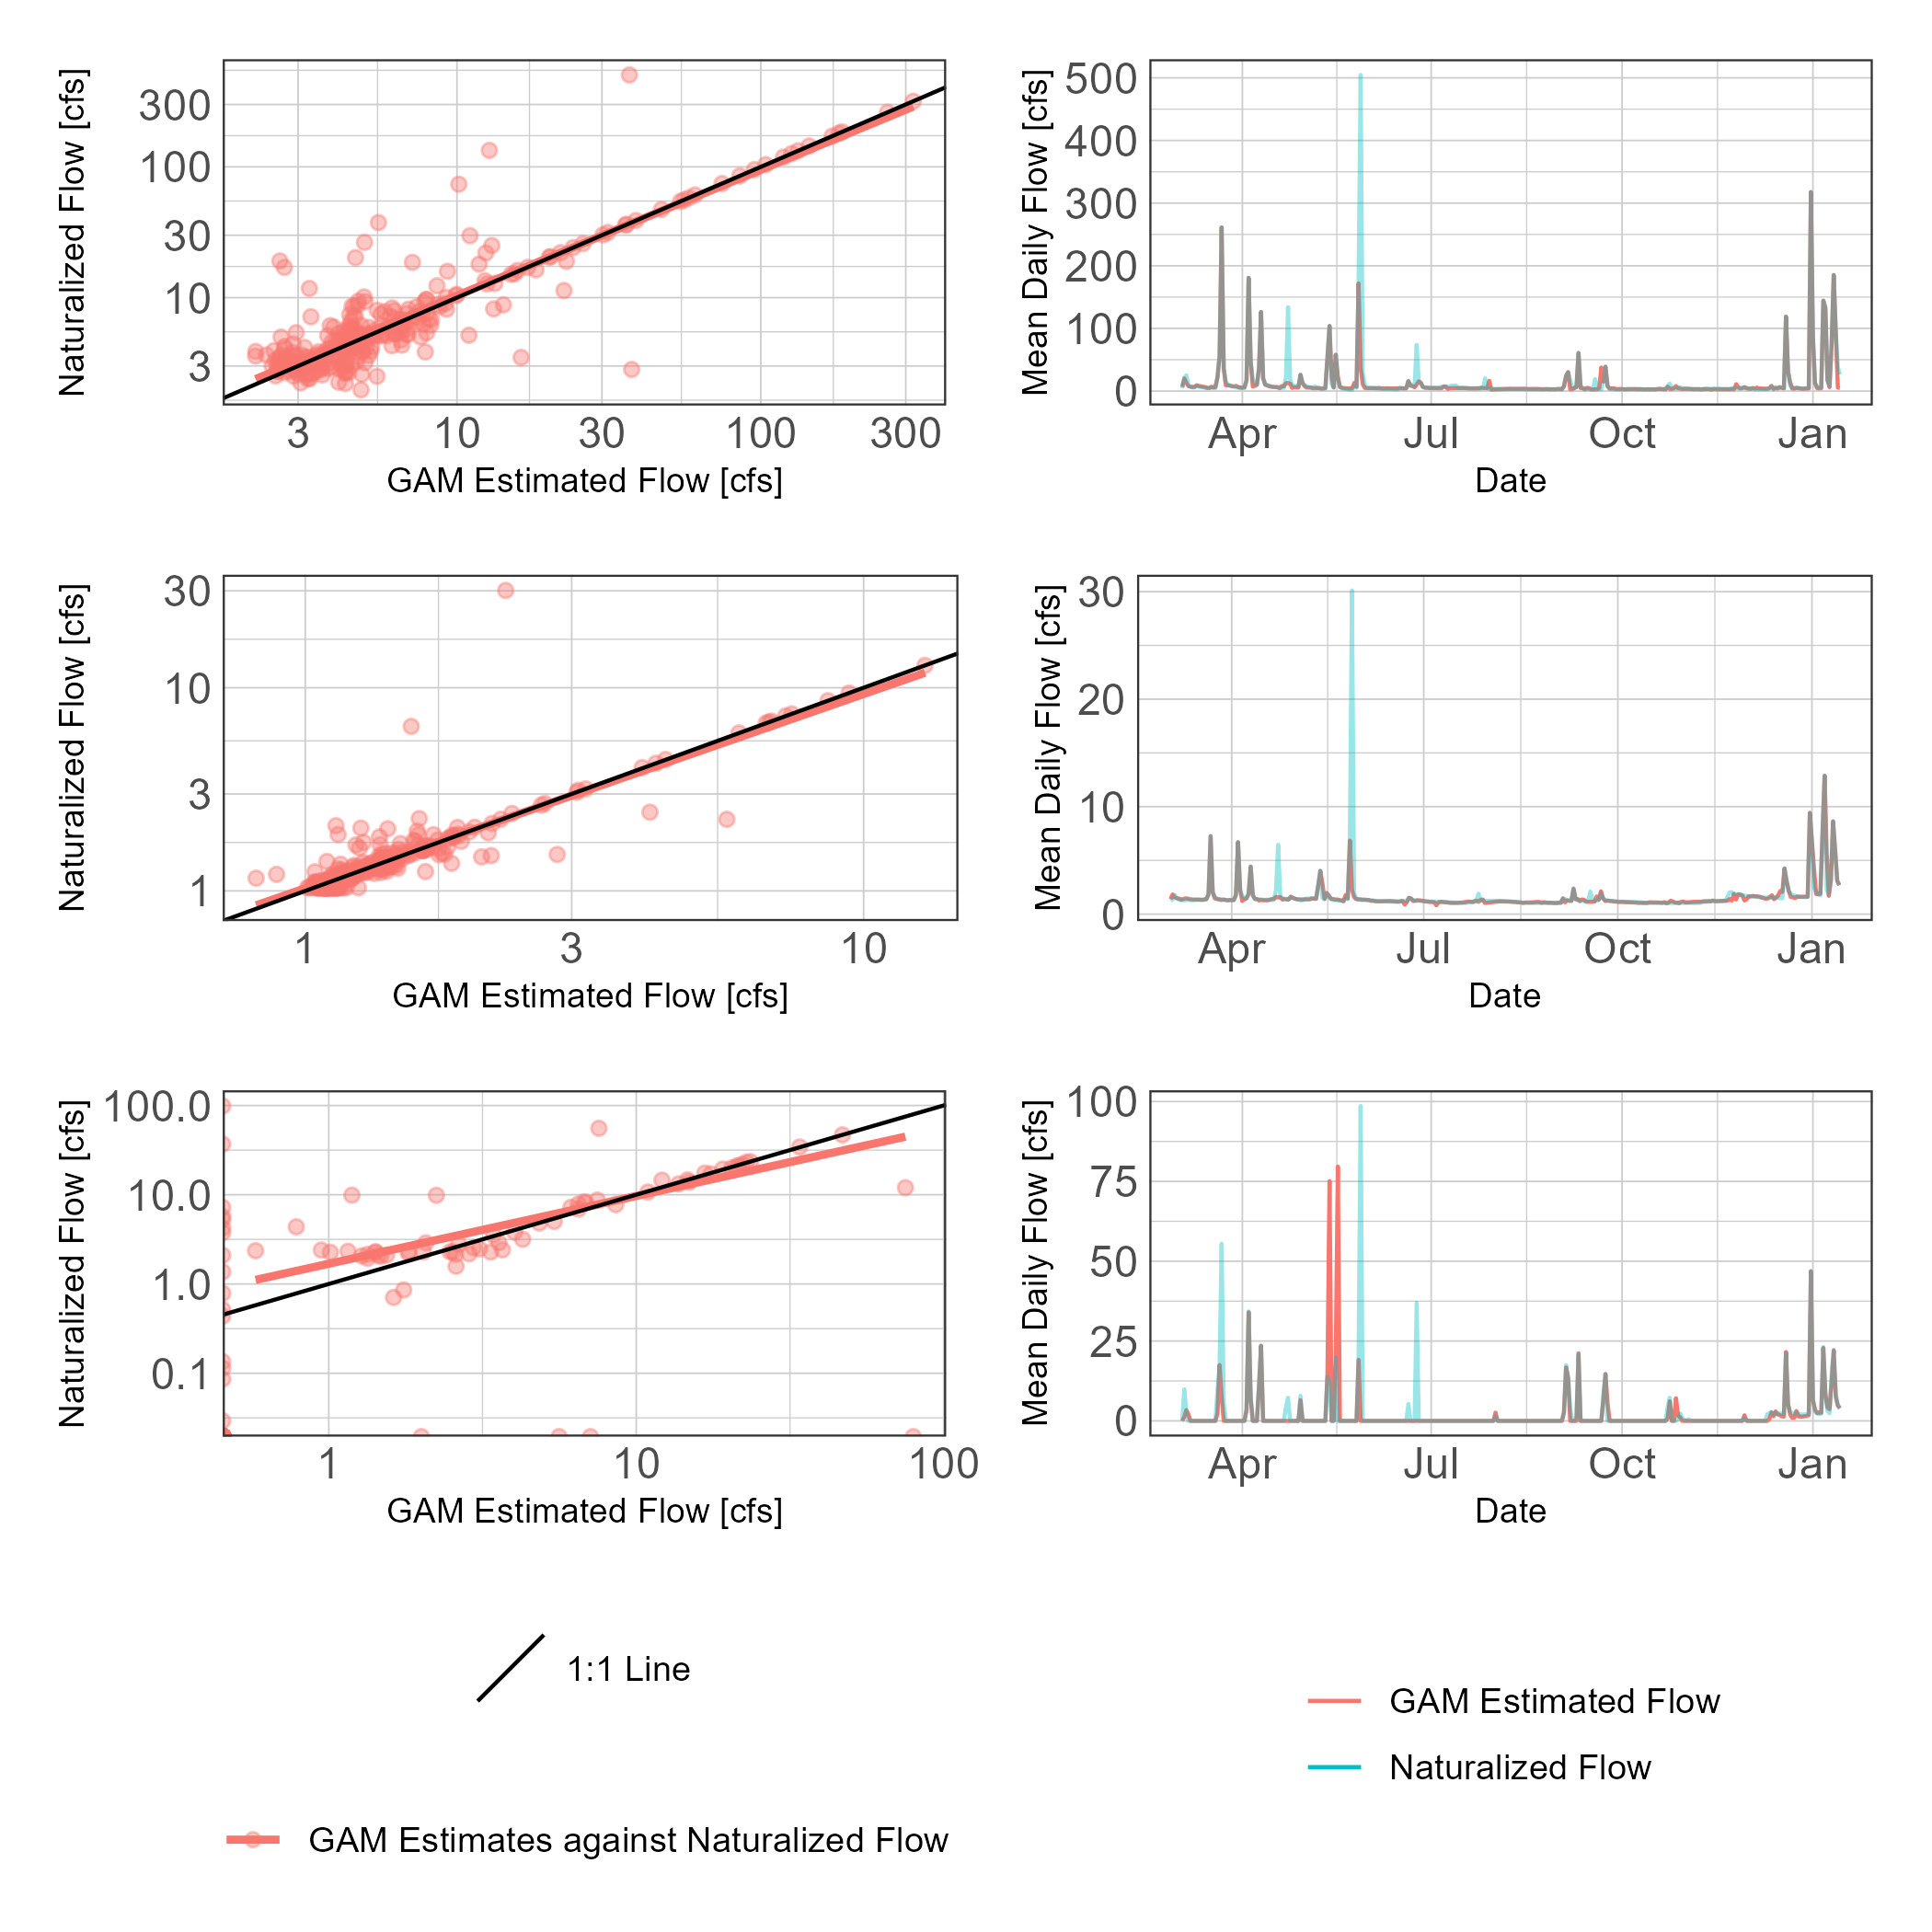 Naturalized Flow [cfs]
300
100
30
10
3
3 10 30 100 300
GAM Estimated Flow [cfs]
Mean Daily Flow [cfs]
500
400
300
200
100
0
Apr Jul Oct Jan
Date
Naturalized Flow [cfs]
30
10
3
1
1 3 10
GAM Estimated Flow [cfs]
Mean Daily Flow [cfs]
30
20
10
0
Apr Jul Oct Jan
Date
Naturalized Flow [cfs]
100.0
10.0
1.0
0.1
1 10 100
GAM Estimated Flow [cfs]
Mean Daily Flow [cfs]
100
75
50
25
0
Apr Jul Oct Jan
Date
1:1 Line
GAM Estimates against Naturalized Flow
GAM Estimated Flow
Naturalized Flow